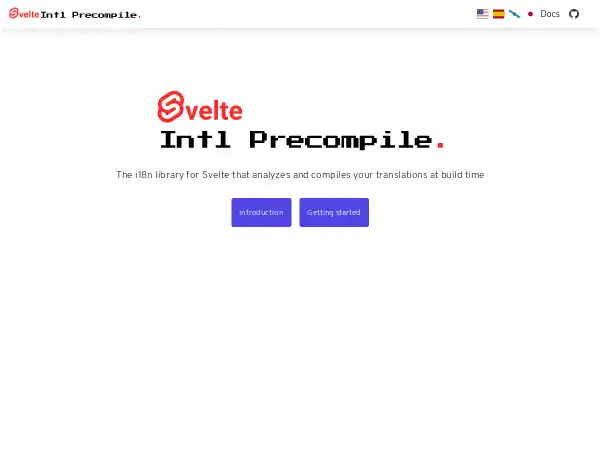 Svelte Intl Precompile.
Docs
Svelte
Intl Precompile.
The i18n library for Svelte that analyzes and compiles your translations at build time
Introduction
Getting started